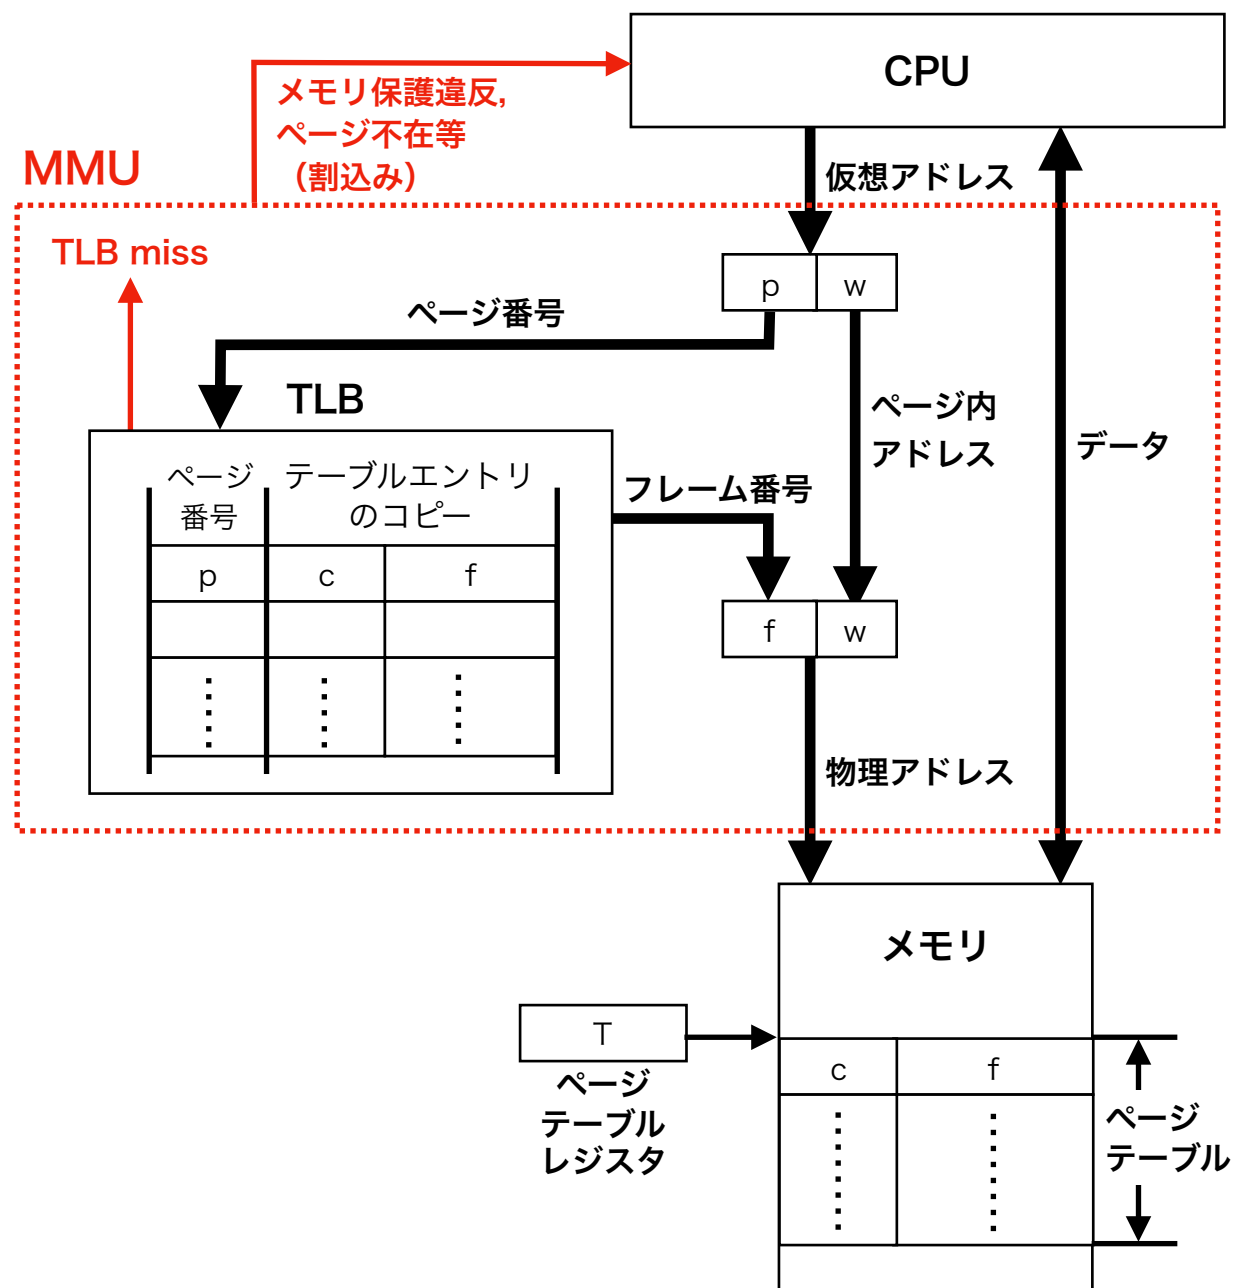 CPU
メモリ保護違反,
ページ不在等
（割込み）
MMU
仮想アドレス
TLB miss
p w
ページ番号
TLB
ページ内
アドレス
データ
ページ
番号
テーブルエントリ
のコピー
フレーム番号
p c f
f w
物理アドレス
メモリ
T
ページ
テーブル
レジスタ
c f
ページ
テーブル